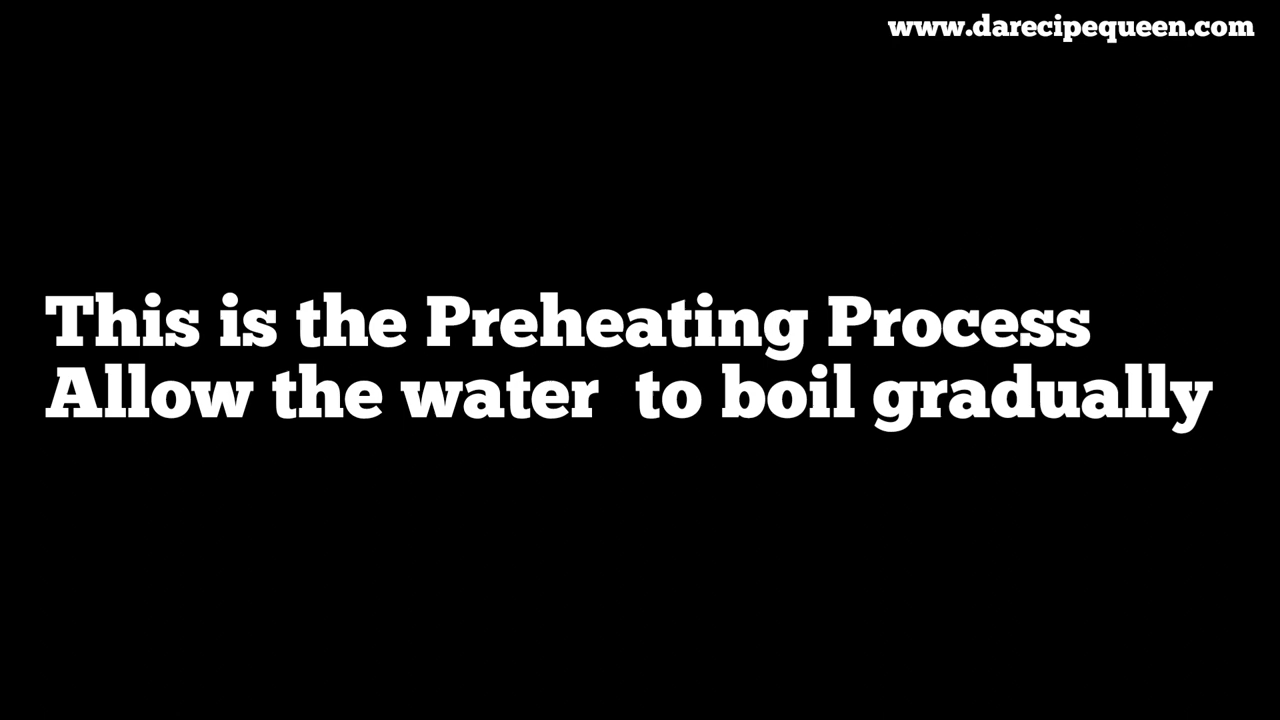 www.darecipequeen.com
This is the Preheating Process
Allow the water  to boil gradually